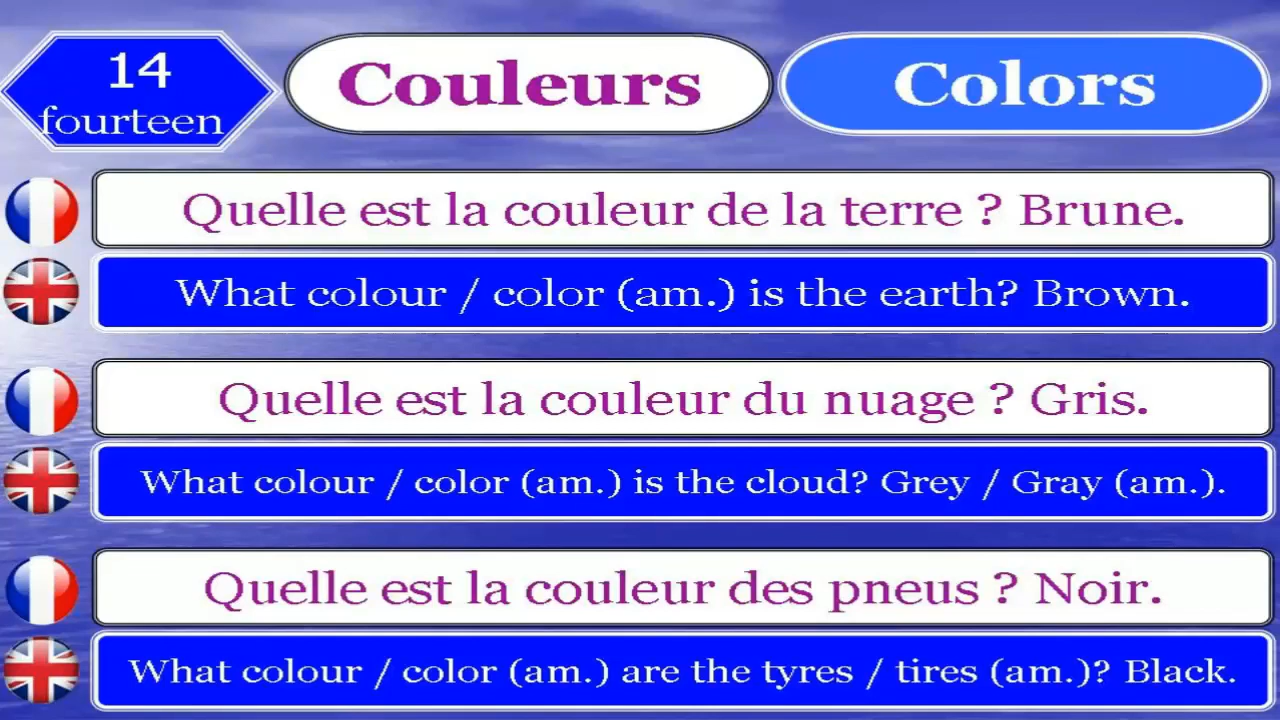 14
fourteen
Couleurs
Colors
Quelle est la couleur de la terre ? Brune.
What colour / color (am.) is the earth? Brown.
Quelle est la couleur du nuage ? Gris.
What colour / color (am.) is the cloud? Grey / Gray (am.).
Quelle est la couleur des pneus ? Noir.
What colour / color (am.) are the tyres / tires (am.)? Black.